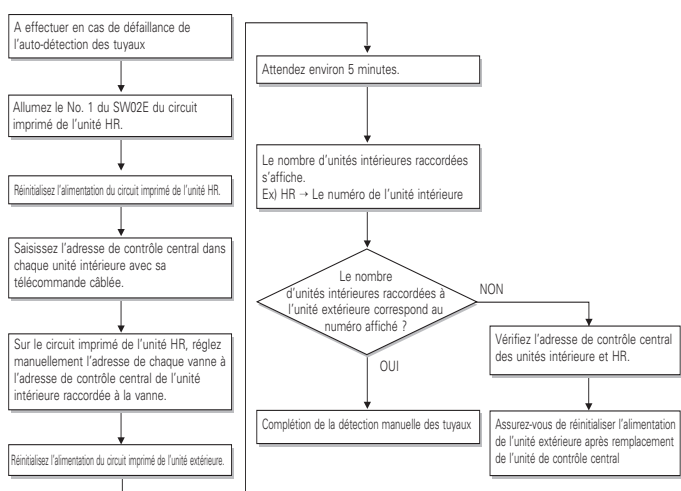 A effectuer en cas de défaillance de
l'auto-détection des tuyaux
Allumez le No. 1 du SW02E du circuit
imprimé de l'unité HR.
Réinitialisez l'alimentation du circuit imprimé de l'unité HR.
Saisissez l'adresse de contrôle central dans
chaque unité intérieure avec sa
télécommande câblée.
Sur le circuit imprimé de l'unité HR, réglez
manuellement l'adresse de chaque vanne à
l'adresse de contrôle central de l'unité
intérieure raccordée à la vanne.
Réinitialisez l'alimentation du circuit imprimé de l'unité extérieure.
Attendez environ 5 minutes.
Le nombre d'unités intérieures raccordées
s'affiche.
Ex) HR → Le numéro de l'unité intérieure
Le nombre
d'unités intérieures raccordées à
l'unité extérieure correspond au
numéro affiché ?
NON
OUI
Complétion de la détection manuelle des tuyaux
Vérifiez l'adresse de contrôle central
des unités intérieure et HR.
Assurez-vous de réinitialiser l'alimentation
de l'unité extérieure après remplacement
de l'unité de contrôle central